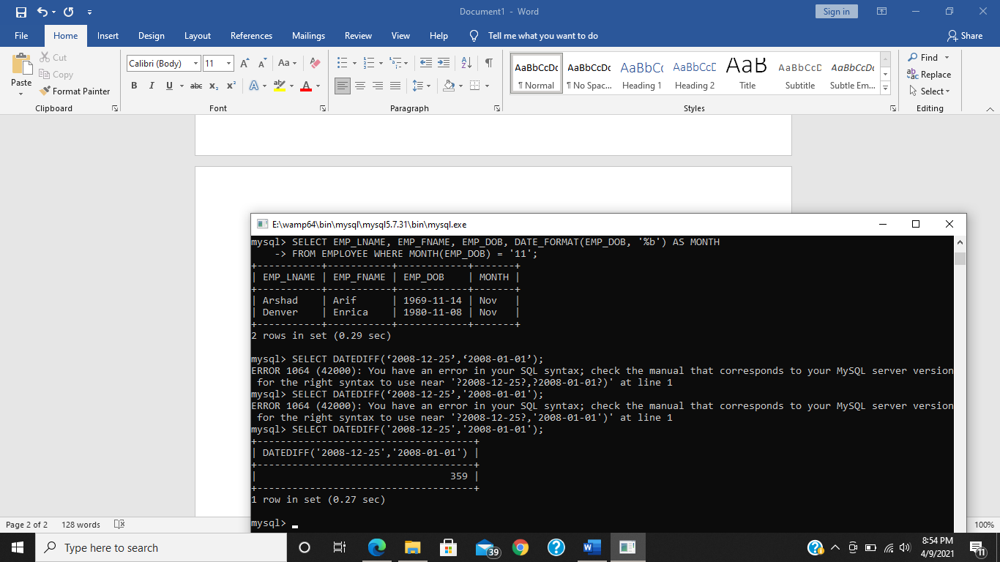 Document1 - Word
Sign in
File Home Insert Design Layout References Mailings Review View Help Tell me what you want to do Share
Paste
Cut
Copy
Format Painter
Clipboard
Calibri (Body) 11
B I U abc x₂ x²
Font
Paragraph
AaBbCcDc AaBbCcDc AaBbCc AaBbCcC AaB AaBbCcD AaBbCcDc
¶ Normal ¶ No Spac... Heading 1 Heading 2 Title Subtitle Subtle Em...
Styles
Find
Replace
Select
Editing
E:\wamp64\bin\mysql\mysql5.7.31\bin\mysql.exe
mysql> SELECT EMP_LNAME, EMP_FNAME, EMP_DOB, DATE_FORMAT(EMP_DOB, '%b') AS MONTH
    -> FROM EMPLOYEE WHERE MONTH(EMP_DOB) = '11';
+-----------+-----------+------------+-------+
| EMP_LNAME | EMP_FNAME | EMP_DOB    | MONTH |
+-----------+-----------+------------+-------+
| Arshad    | Arif      | 1969-11-14 | Nov   |
| Denver    | Enrica    | 1980-11-08 | Nov   |
+-----------+-----------+------------+-------+
2 rows in set (0.29 sec)
mysql> SELECT DATEDIFF(‘2008-12-25’,‘2008-01-01’);
ERROR 1064 (42000): You have an error in your SQL syntax; check the manual that corresponds to your MySQL server version
 for the right syntax to use near '?2008-12-25?,?2008-01-01?)' at line 1
mysql> SELECT DATEDIFF(‘2008-12-25’,'2008-01-01');
ERROR 1064 (42000): You have an error in your SQL syntax; check the manual that corresponds to your MySQL server version
 for the right syntax to use near '?2008-12-25?,'2008-01-01')' at line 1
mysql> SELECT DATEDIFF('2008-12-25','2008-01-01');
+-------------------------------------+
| DATEDIFF('2008-12-25','2008-01-01') |
+-------------------------------------+
|                                 359 |
+-------------------------------------+
1 row in set (0.27 sec)
mysql>
Page 2 of 2 128 words 100%
Type here to search
39
8:54 PM
4/9/2021
11